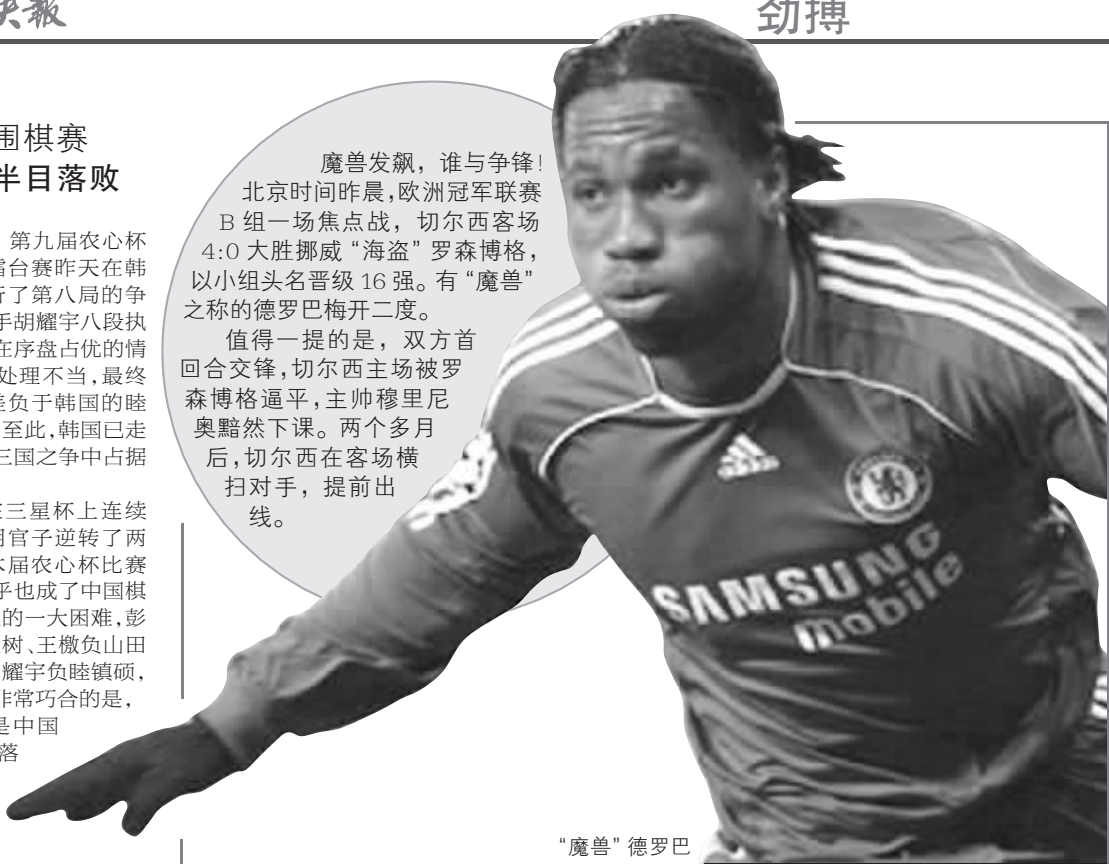 快报
劲搏
围棋赛
半目落败
第九届农心杯
擂台赛昨天在韩
行了第八局的争
手胡耀宇八段执
在序盘占优的情
处理不当,最终
差负于韩国的睦
至此,韩国已走
三国之争中占据
在三星杯上连续
用官子逆转了两
本届农心杯比赛
乎也成了中国棋
的一大困难,彭
树、王檄负山田
耀宇负睦镇硕,
非常巧合的是,
是中国
落
魔兽发飙,谁与争锋!
北京时间昨晨,欧洲冠军联赛
B 组一场焦点战,切尔西客场
4:0 大胜挪威“海盗”罗森博格,
以小组头名晋级 16 强。有“魔兽”
之称的德罗巴梅开二度。
值得一提的是,双方首
回合交锋,切尔西主场被罗
森博格逼平,主帅穆里尼
奥黯然下课。两个多月
后,切尔西在客场横
扫对手,提前出
线。
adidas
SAMSUNG
mobile
“魔兽”德罗巴